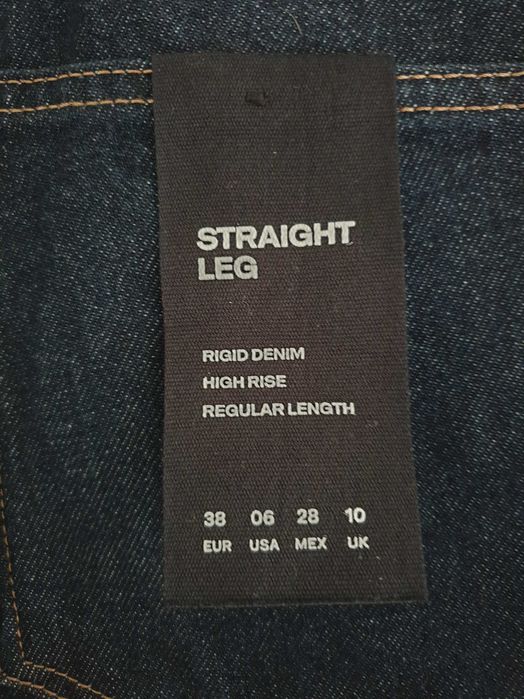 STRAIGHT
LEG
RIGID DENIM
HIGH RISE
REGULAR LENGTH
38 06 28 10
EUR USA MEX UK